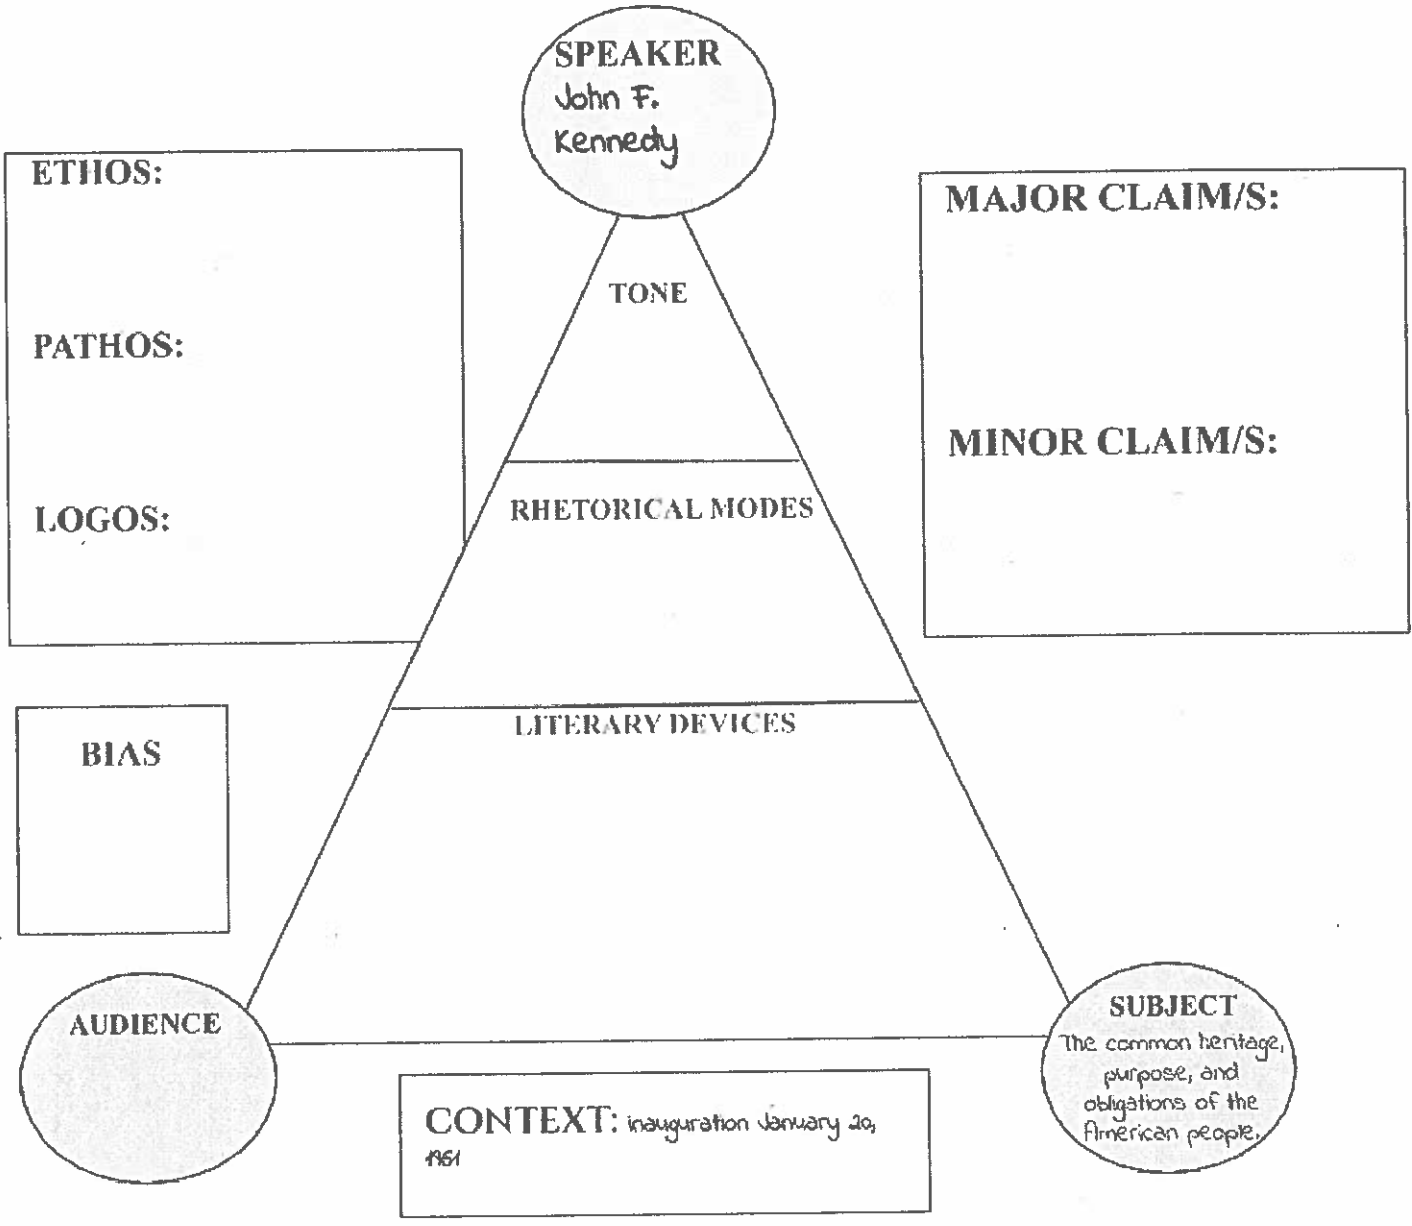 SPEAKER
John F.
Kennedy
ETHOS:
PATHOS:
LOGOS:
MAJOR CLAIM/S:
MINOR CLAIM/S:
TONE
RHETORICAL MODES
LITERARY DEVICES
BIAS
AUDIENCE
SUBJECT
The common heritage,
purpose, and
obligations of the
American people.
CONTEXT: inauguration January 20,
1961